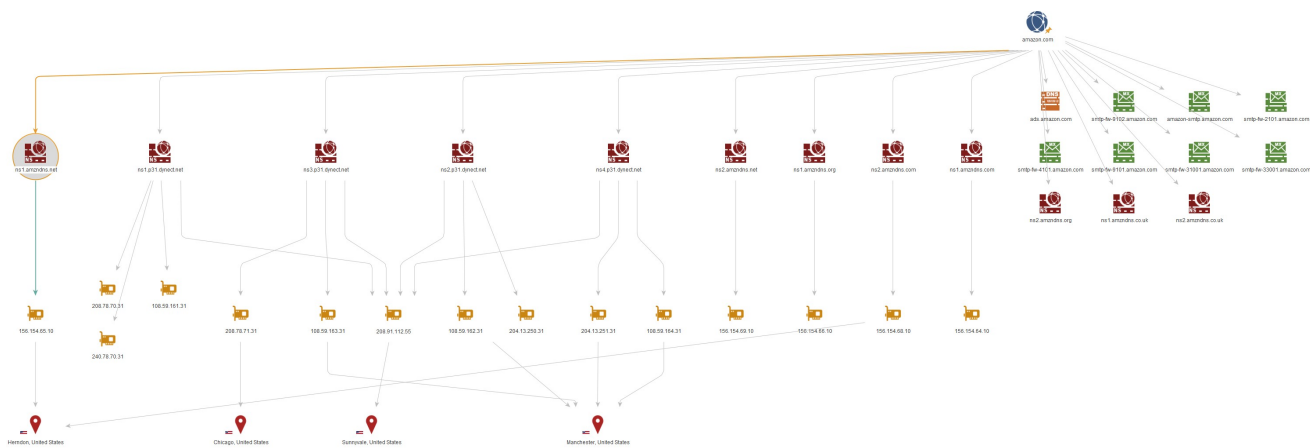 amazon.com
ads.amazon.com
smtp-fw-9102.amazon.com
amazon-smtp.amazon.com
smtp-fw-2101.amazon.com
ns1.amzndns.net
ns1.p31.dynect.net
ns3.p31.dynect.net
ns2.p31.dynect.net
ns4.p31.dynect.net
ns2.amzndns.net
ns1.amzndns.org
ns2.amzndns.com
ns1.amzndns.com
smtp-fw-4101.amazon.com
smtp-fw-9101.amazon.com
smtp-fw-31001.amazon.com
smtp-fw-33001.amazon.com
ns2.amzndns.org
ns1.amzndns.co.uk
ns2.amzndns.co.uk
208.78.70.31
108.59.161.31
156.154.65.10
240.78.70.31
208.78.71.31
108.59.163.31
208.91.112.55
108.59.162.31
204.13.250.31
204.13.251.31
108.59.164.31
156.154.69.10
156.154.66.10
156.154.68.10
156.154.64.10
Herndon, United States
Chicago, United States
Sunnyvale, United States
Manchester, United States